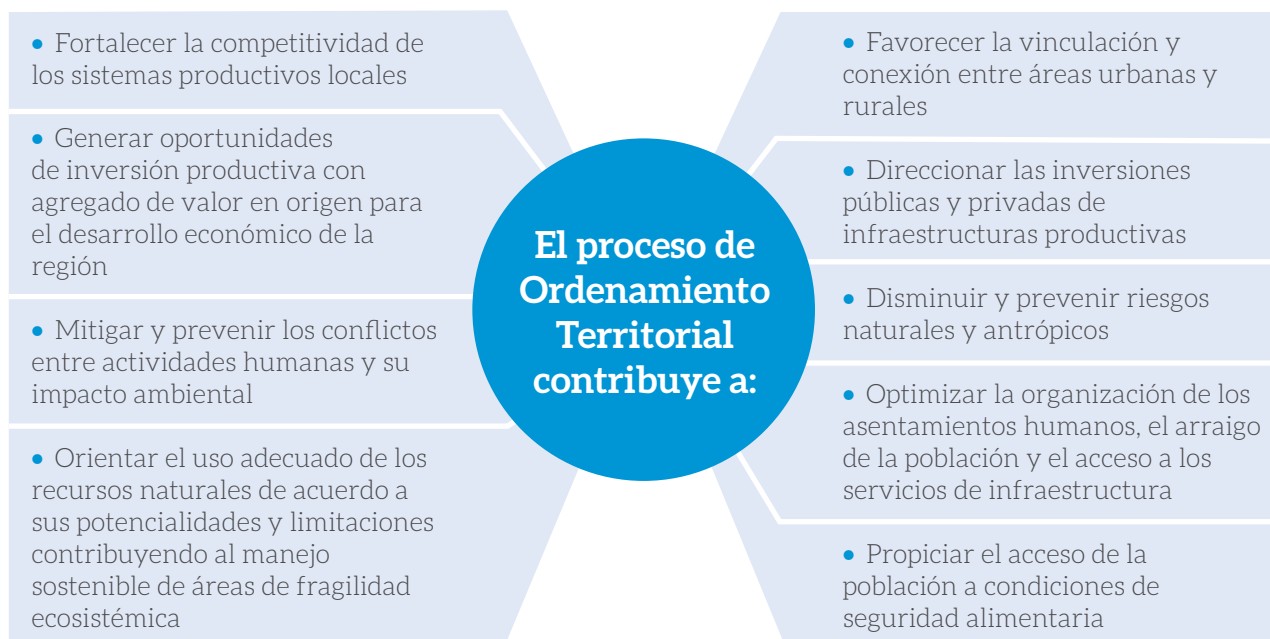 • Fortalecer la competitividad de
los sistemas productivos locales
• Generar oportunidades
de inversión productiva con
agregado de valor en origen para
el desarrollo económico de la
región
• Mitigar y prevenir los conflictos
entre actividades humanas y su
impacto ambiental
• Orientar el uso adecuado de los
recursos naturales de acuerdo a
sus potencialidades y limitaciones
contribuyendo al manejo
sostenible de áreas de fragilidad
ecosistémica
El proceso de
Ordenamiento
Territorial
contribuye a:
• Favorecer la vinculación y
conexión entre áreas urbanas y
rurales
• Direccionar las inversiones
públicas y privadas de
infraestructuras productivas
• Disminuir y prevenir riesgos
naturales y antrópicos
• Optimizar la organización de los
asentamientos humanos, el arraigo
de la población y el acceso a los
servicios de infraestructura
• Propiciar el acceso de la
población a condiciones de
seguridad alimentaria